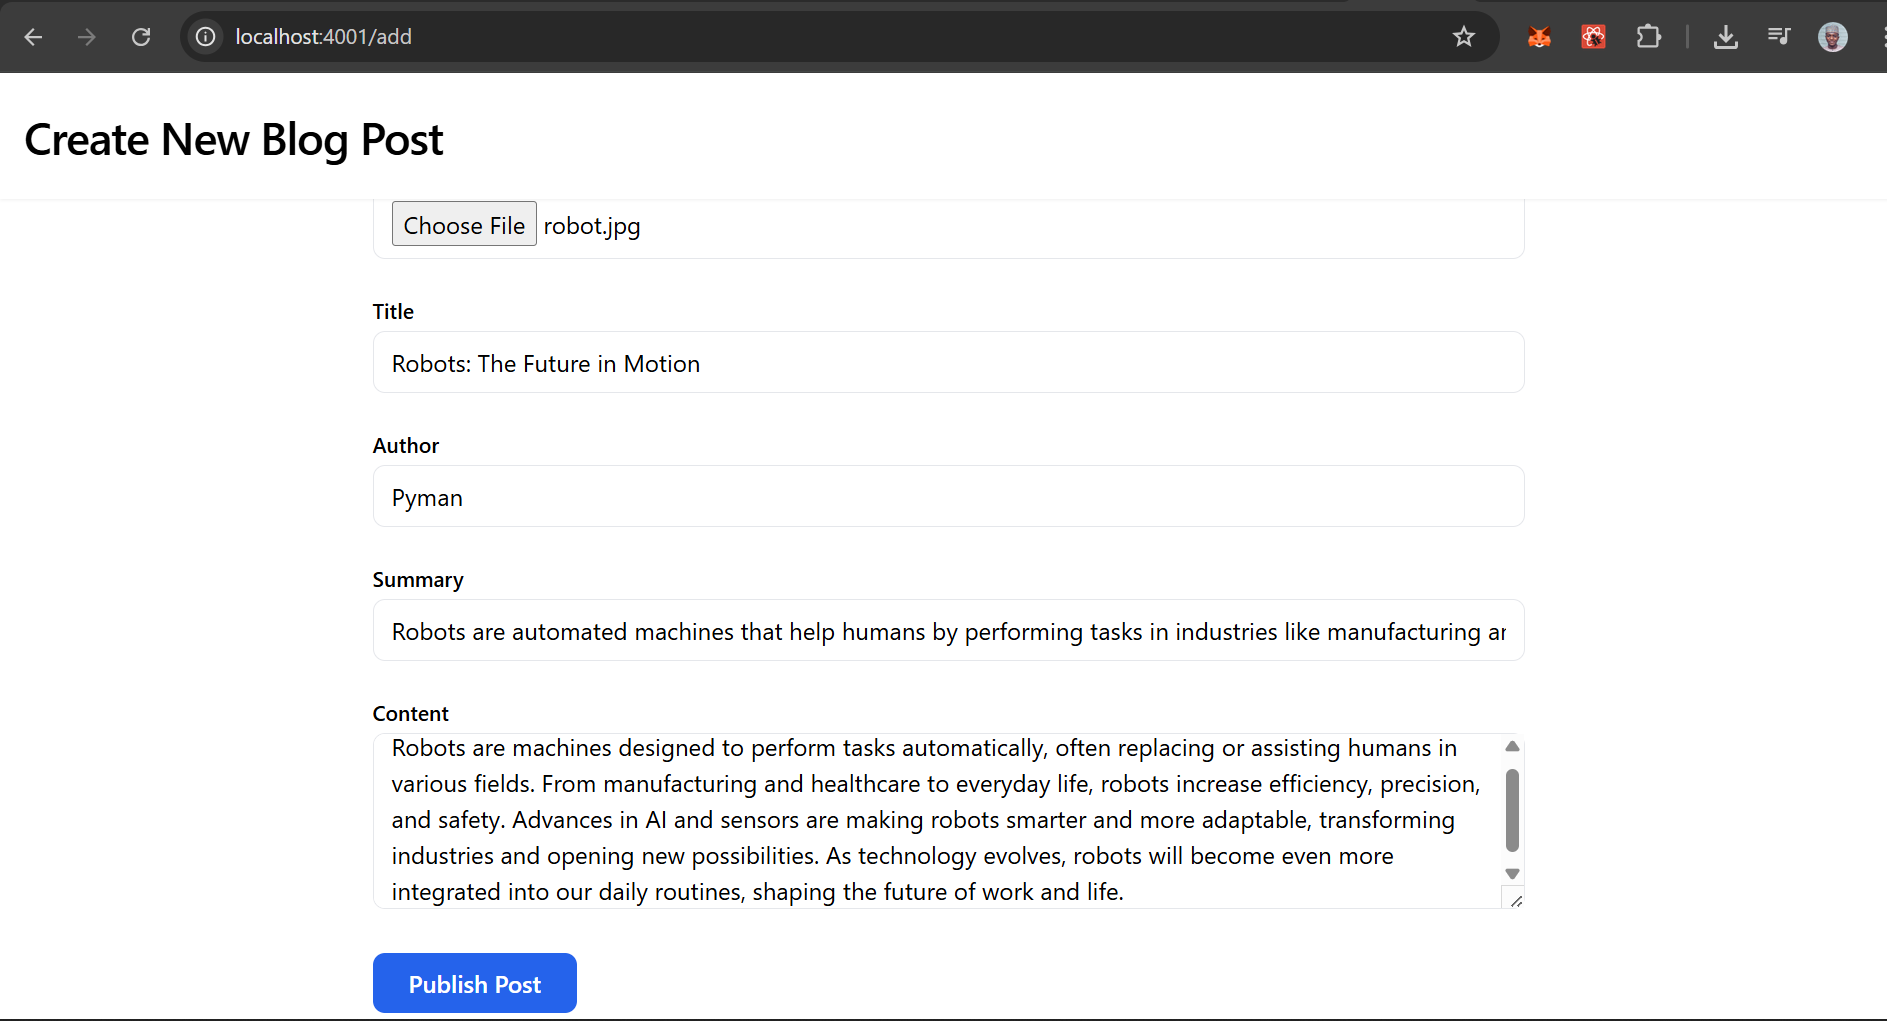 localhost:4001/add
Create New Blog Post
Choose File robot.jpg
Title
Robots: The Future in Motion
Author
Pyman
Summary
Robots are automated machines that help humans by performing tasks in industries like manufacturing ar
Content
Robots are machines designed to perform tasks automatically, often replacing or assisting humans in
various fields. From manufacturing and healthcare to everyday life, robots increase efficiency, precision,
and safety. Advances in AI and sensors are making robots smarter and more adaptable, transforming
industries and opening new possibilities. As technology evolves, robots will become even more
integrated into our daily routines, shaping the future of work and life.
Publish Post